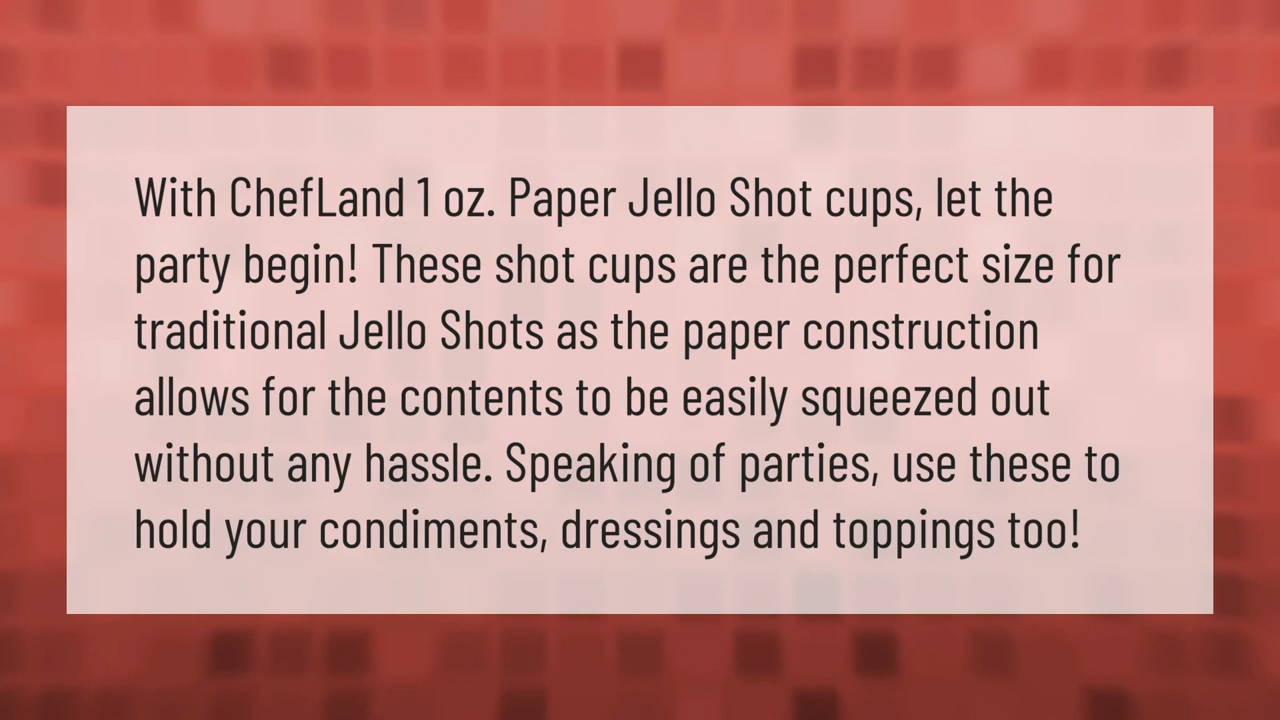 With ChefLand 1 oz. Paper Jello Shot cups, let the
party begin! These shot cups are the perfect size for
traditional Jello Shots as the paper construction
allows for the contents to be easily squeezed out
without any hassle. Speaking of parties, use these to
hold your condiments, dressings and toppings too!